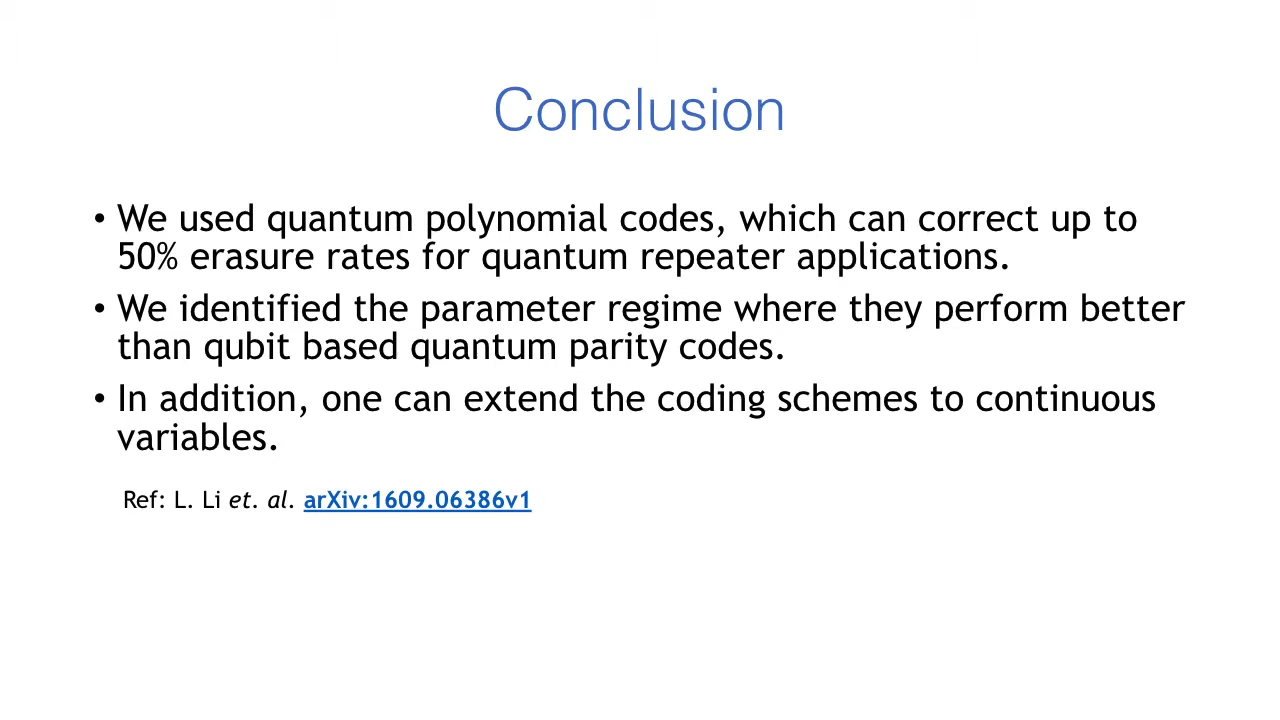 Conclusion
• We used quantum polynomial codes, which can correct up to
50% erasure rates for quantum repeater applications.
• We identified the parameter regime where they perform better
than qubit based quantum parity codes.
• In addition, one can extend the coding schemes to continuous
variables.
Ref: L. Li et. al. arXiv:1609.06386v1